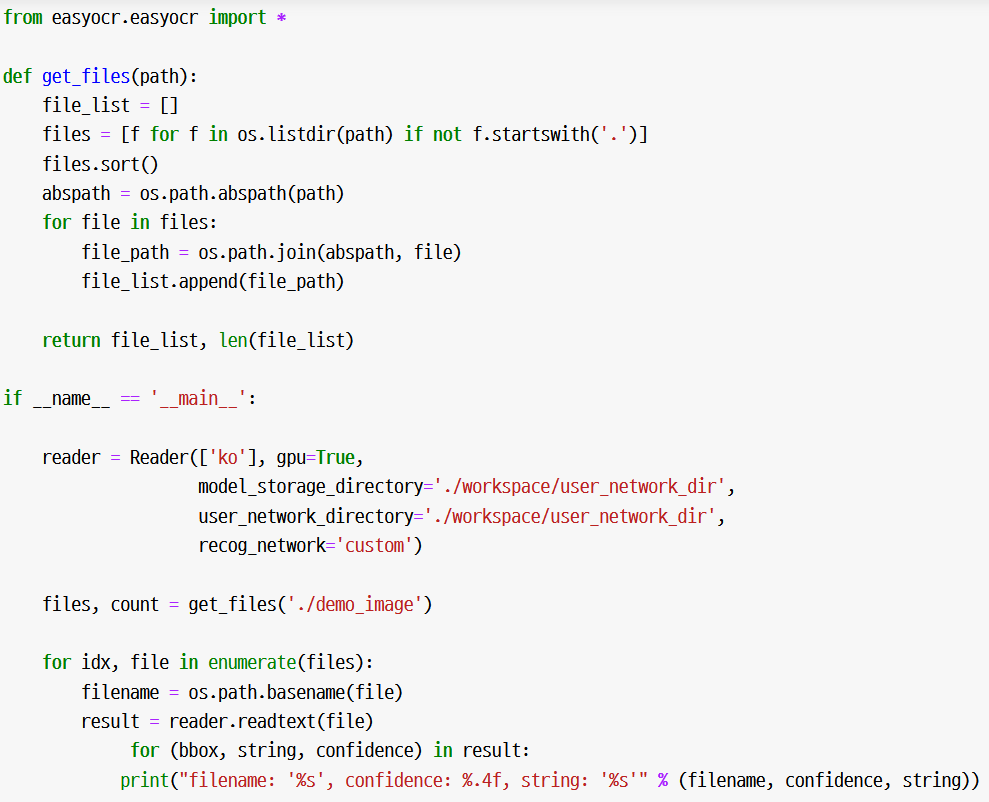 from easyocr.easyocr import *

def get_files(path):
    file_list = []
    files = [f for f in os.listdir(path) if not f.startswith('.')]
    files.sort()
    abspath = os.path.abspath(path)
    for file in files:
        file_path = os.path.join(abspath, file)
        file_list.append(file_path)

    return file_list, len(file_list)

if __name__ == '__main__':

    reader = Reader(['ko'], gpu=True,
                    model_storage_directory='./workspace/user_network_dir',
                    user_network_directory='./workspace/user_network_dir',
                    recog_network='custom')

    files, count = get_files('./demo_image')

    for idx, file in enumerate(files):
        filename = os.path.basename(file)
        result = reader.readtext(file)
             for (bbox, string, confidence) in result:
            print("filename: '%s', confidence: %.4f, string: '%s'" % (filename, confidence, string))